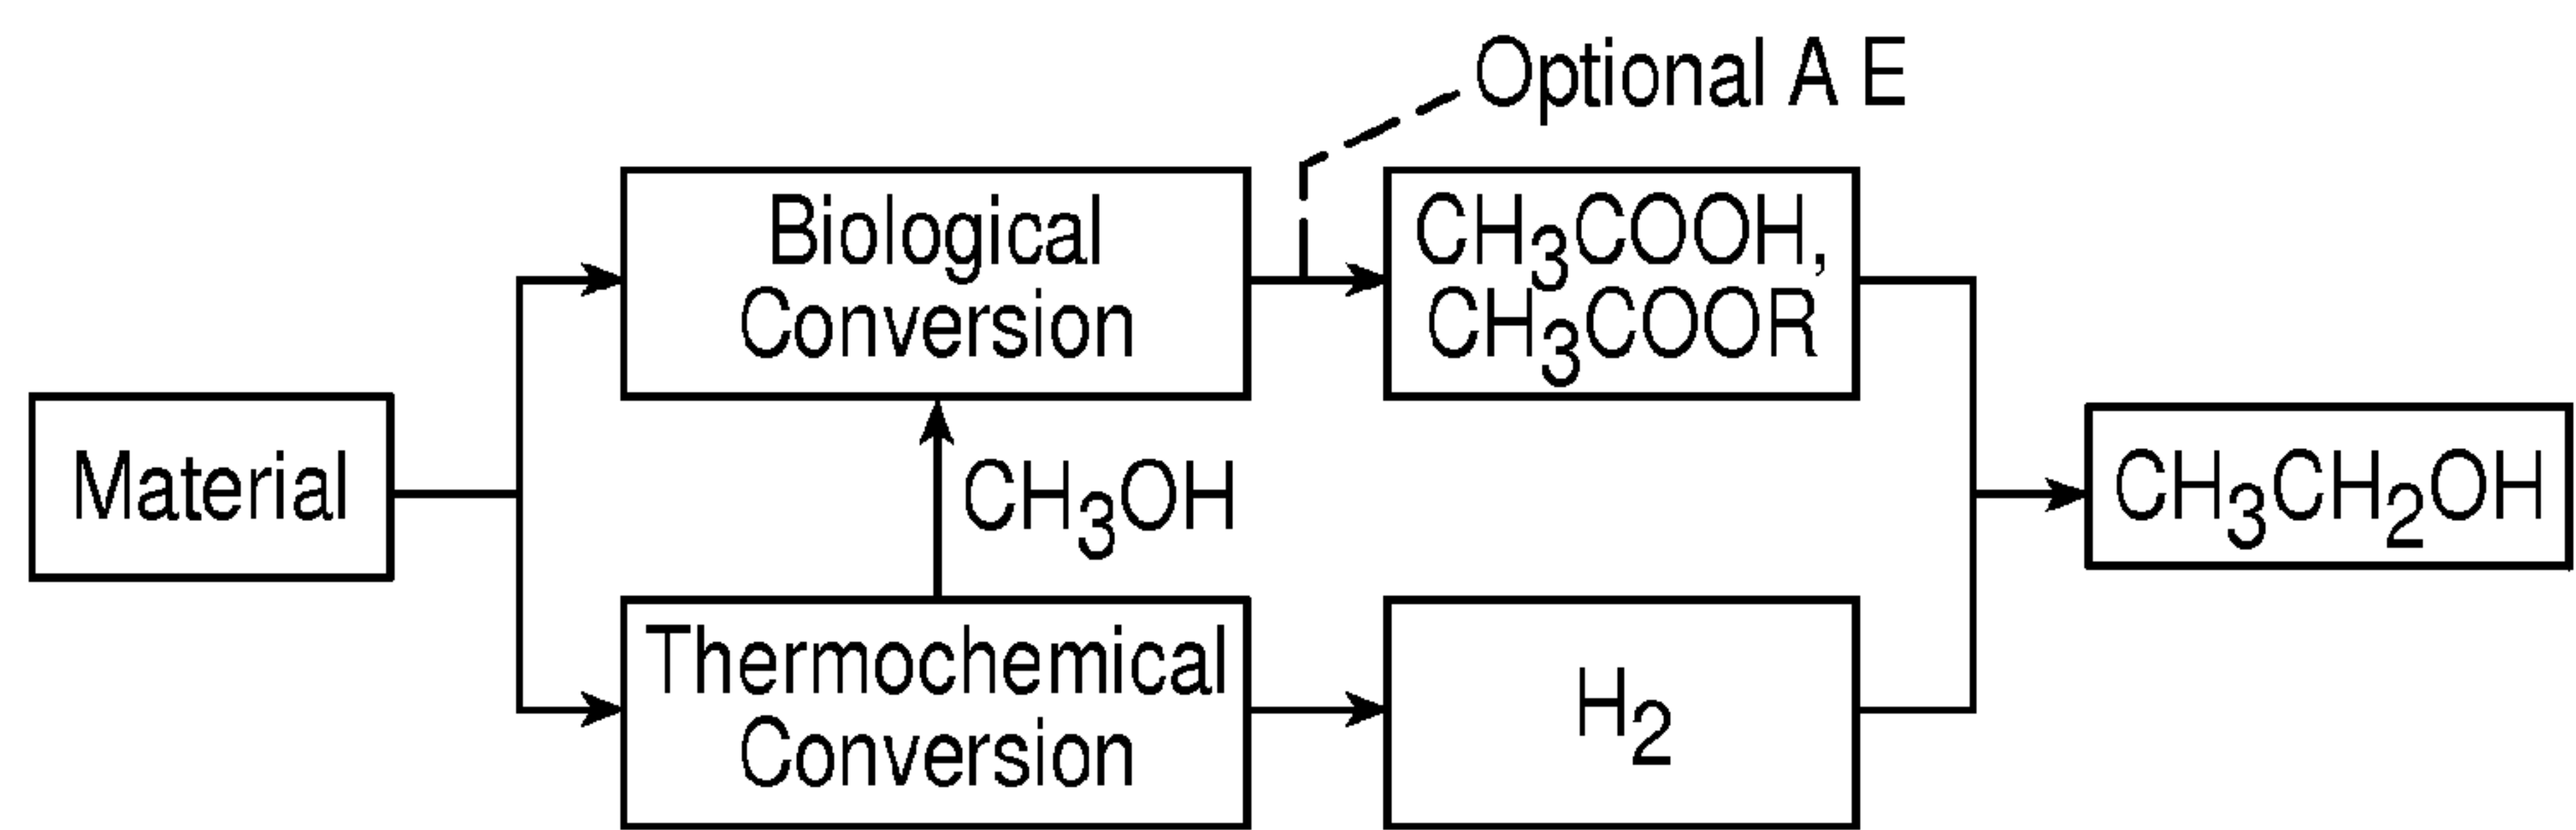 Optional A E
Biological
Conversion
CH3COOH,
CH3COOR
Material
CH3OH
CH3CH2OH
Thermochemical
Conversion
H2